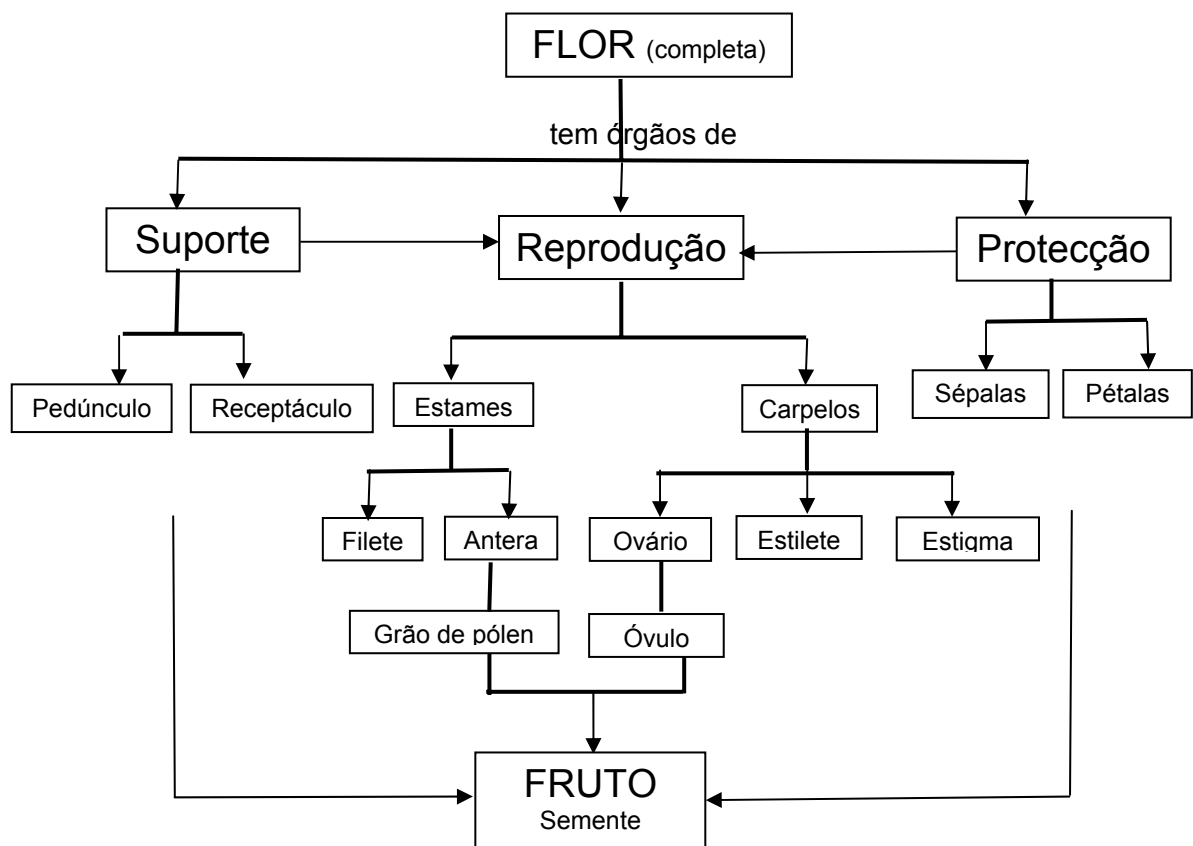 FLOR (completa)
tem órgãos de
Suporte
Reprodução
Protecção
Pedúnculo
Receptáculo
Estames
Carpelos
Sépalas
Pétalas
Filete
Antera
Ovário
Estilete
Estigma
Grão de pólen
Óvulo
FRUTO
Semente